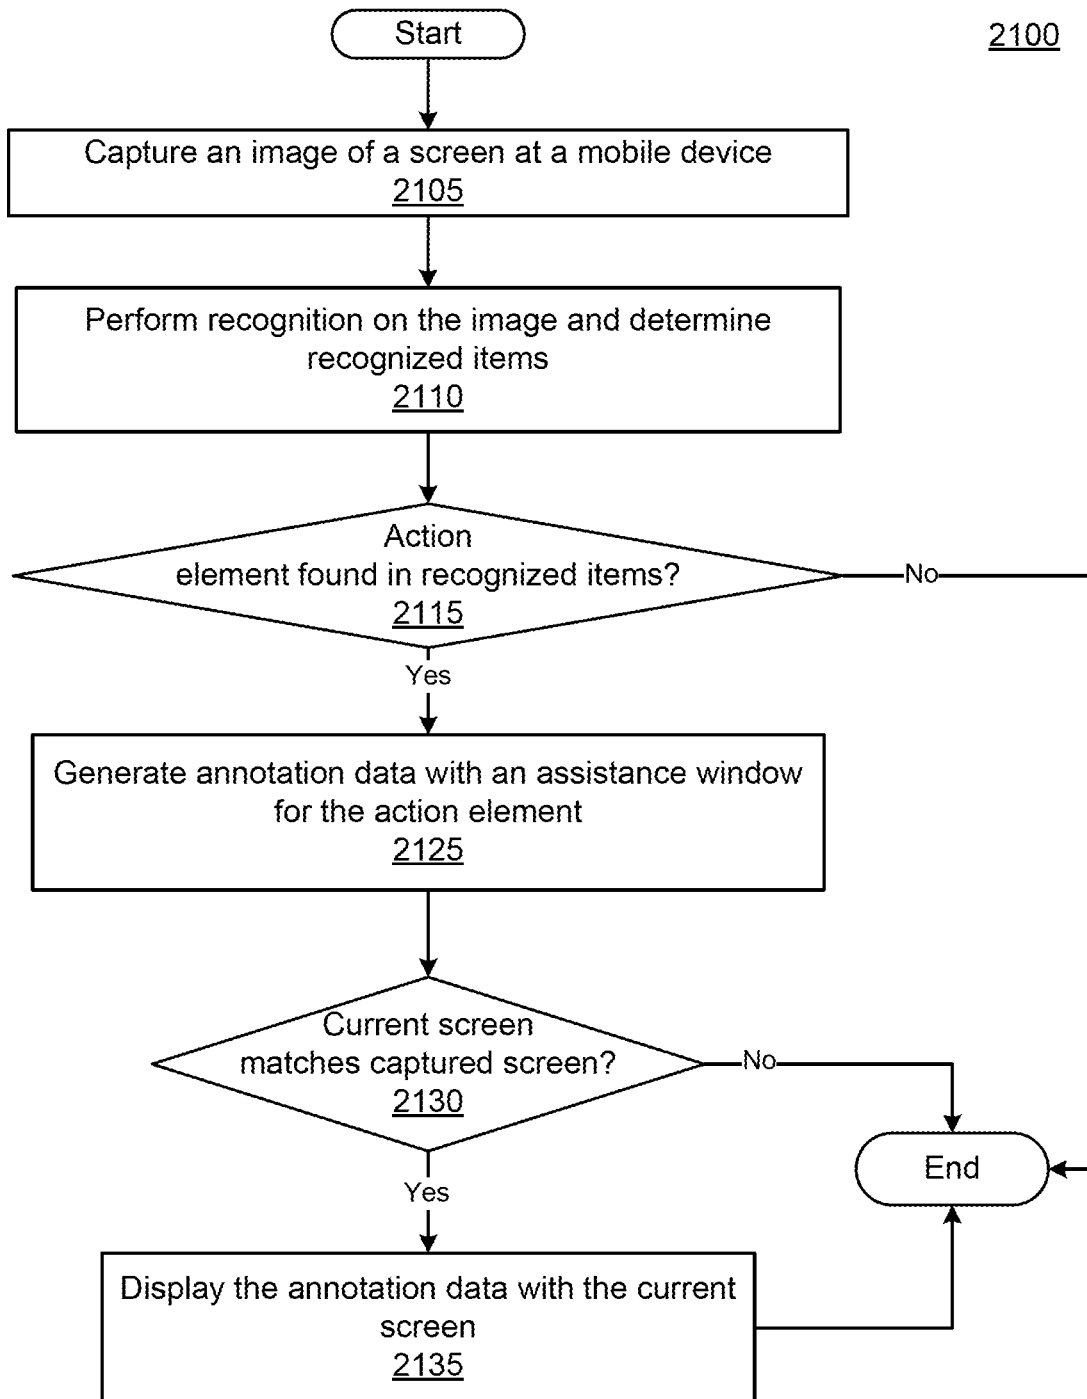 Start
2100
Capture an image of a screen at a mobile device
2105
Perform recognition on the image and determine
recognized items
2110
Action
element found in recognized items?
2115
No
Yes
Generate annotation data with an assistance window
for the action element
2125
Current screen
matches captured screen?
2130
No
End
Yes
Display the annotation data with the current
screen
2135